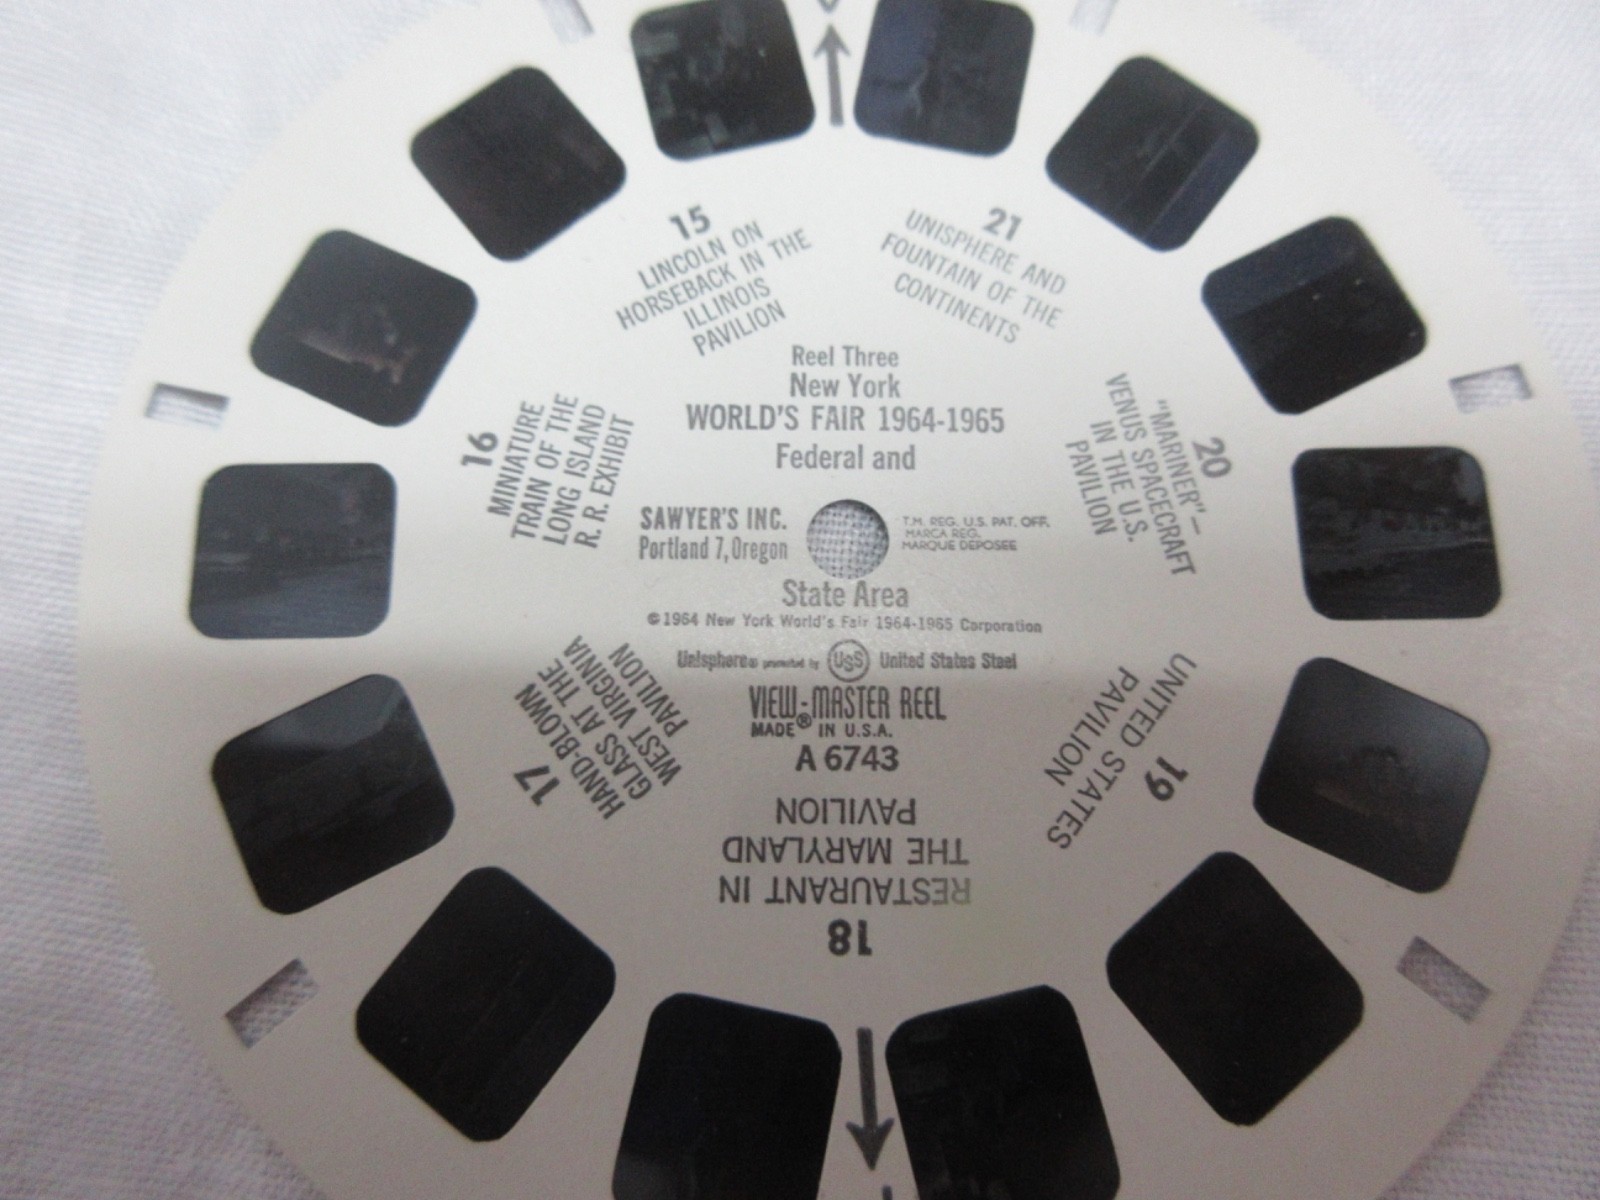 15
LINCOLN ON
HORSEBACK IN THE
ILLINOIS
PAVILION
21
UNISPHERE AND
FOUNTAIN OF THE
CONTINENTS
Reel Three
New York
WORLD'S FAIR 1964-1965
Federal and
SAWYER'S INC.
Portland 7, Oregon
T.M. REG. U.S. PAT. OFF.
MARCA REG.
MARQUE DEPOSEE
State Area
©1964 New York World's Fair 1964-1965 Corporation
Unisphere® presented by USS United States Steel
VIEW-MASTER REEL
MADE ® IN U.S.A.
A 6743
16
MINIATURE
TRAIN OF THE
LONG ISLAND
R. R. EXHIBIT
20
"MARINER"–
VENUS SPACECRAFT
IN THE U.S.
PAVILION
17
HAND-BLOWN
GLASS AT THE
WEST VIRGINIA
PAVILION
19
UNITED STATES
PAVILION
18
RESTAURANT IN
THE MARYLAND
PAVILION